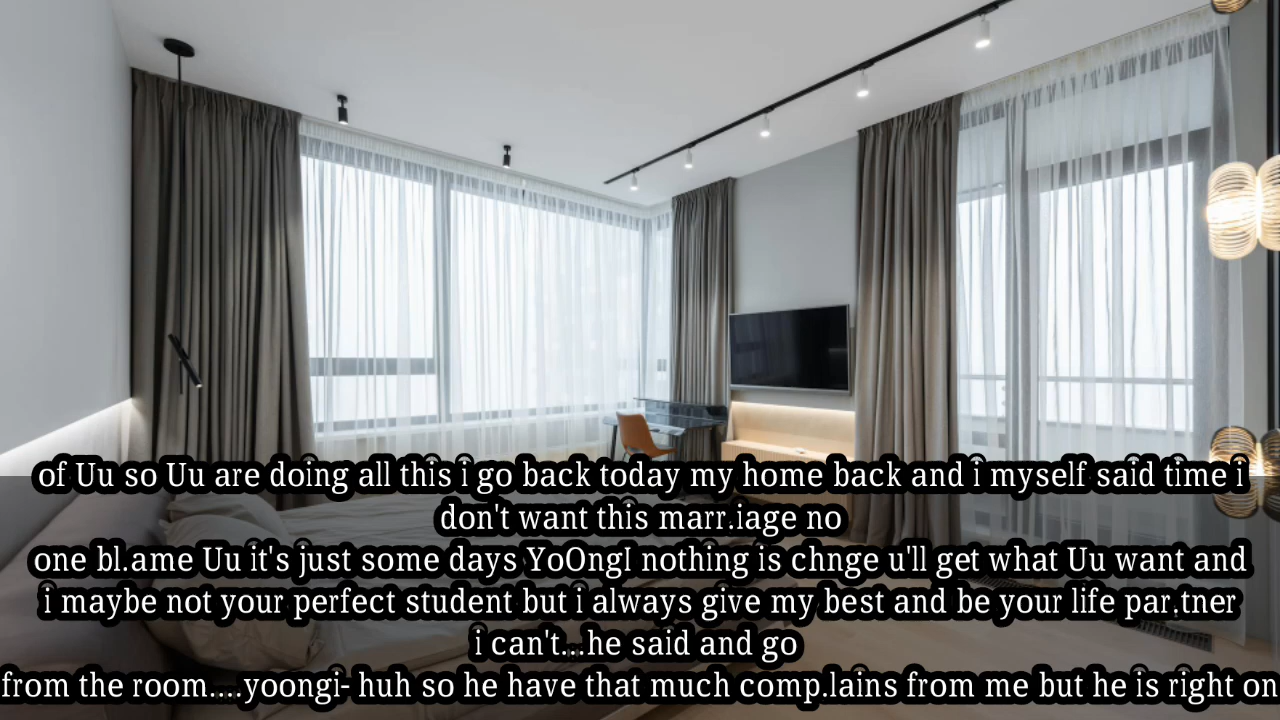 of Uu so Uu are doing all this i go back today my home back and i myself said time i
don't want this marr.iage no
one bl.ame Uu it's just some days YoOngI nothing is chnge u'll get what Uu want and
i maybe not your perfect student but i always give my best and be your life par.tner
i can't...he said and go
from the room....yoongi- huh so he have that much comp.lains from me but he is right on